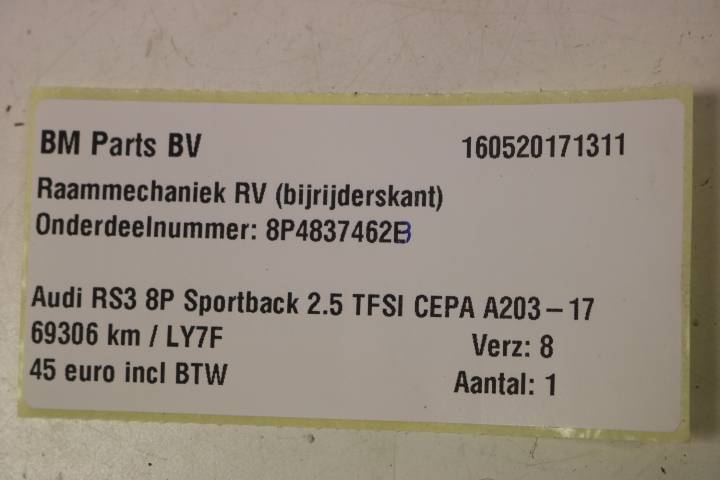 BM Parts BV 160520171311
Raammechaniek RV (bijrijderskant)
Onderdeelnummer: 8P4837462B
Audi RS3 8P Sportback 2.5 TFSI CEPA A203-17
69306 km / LY7F Verz: 8
45 euro incl BTW Aantal: 1